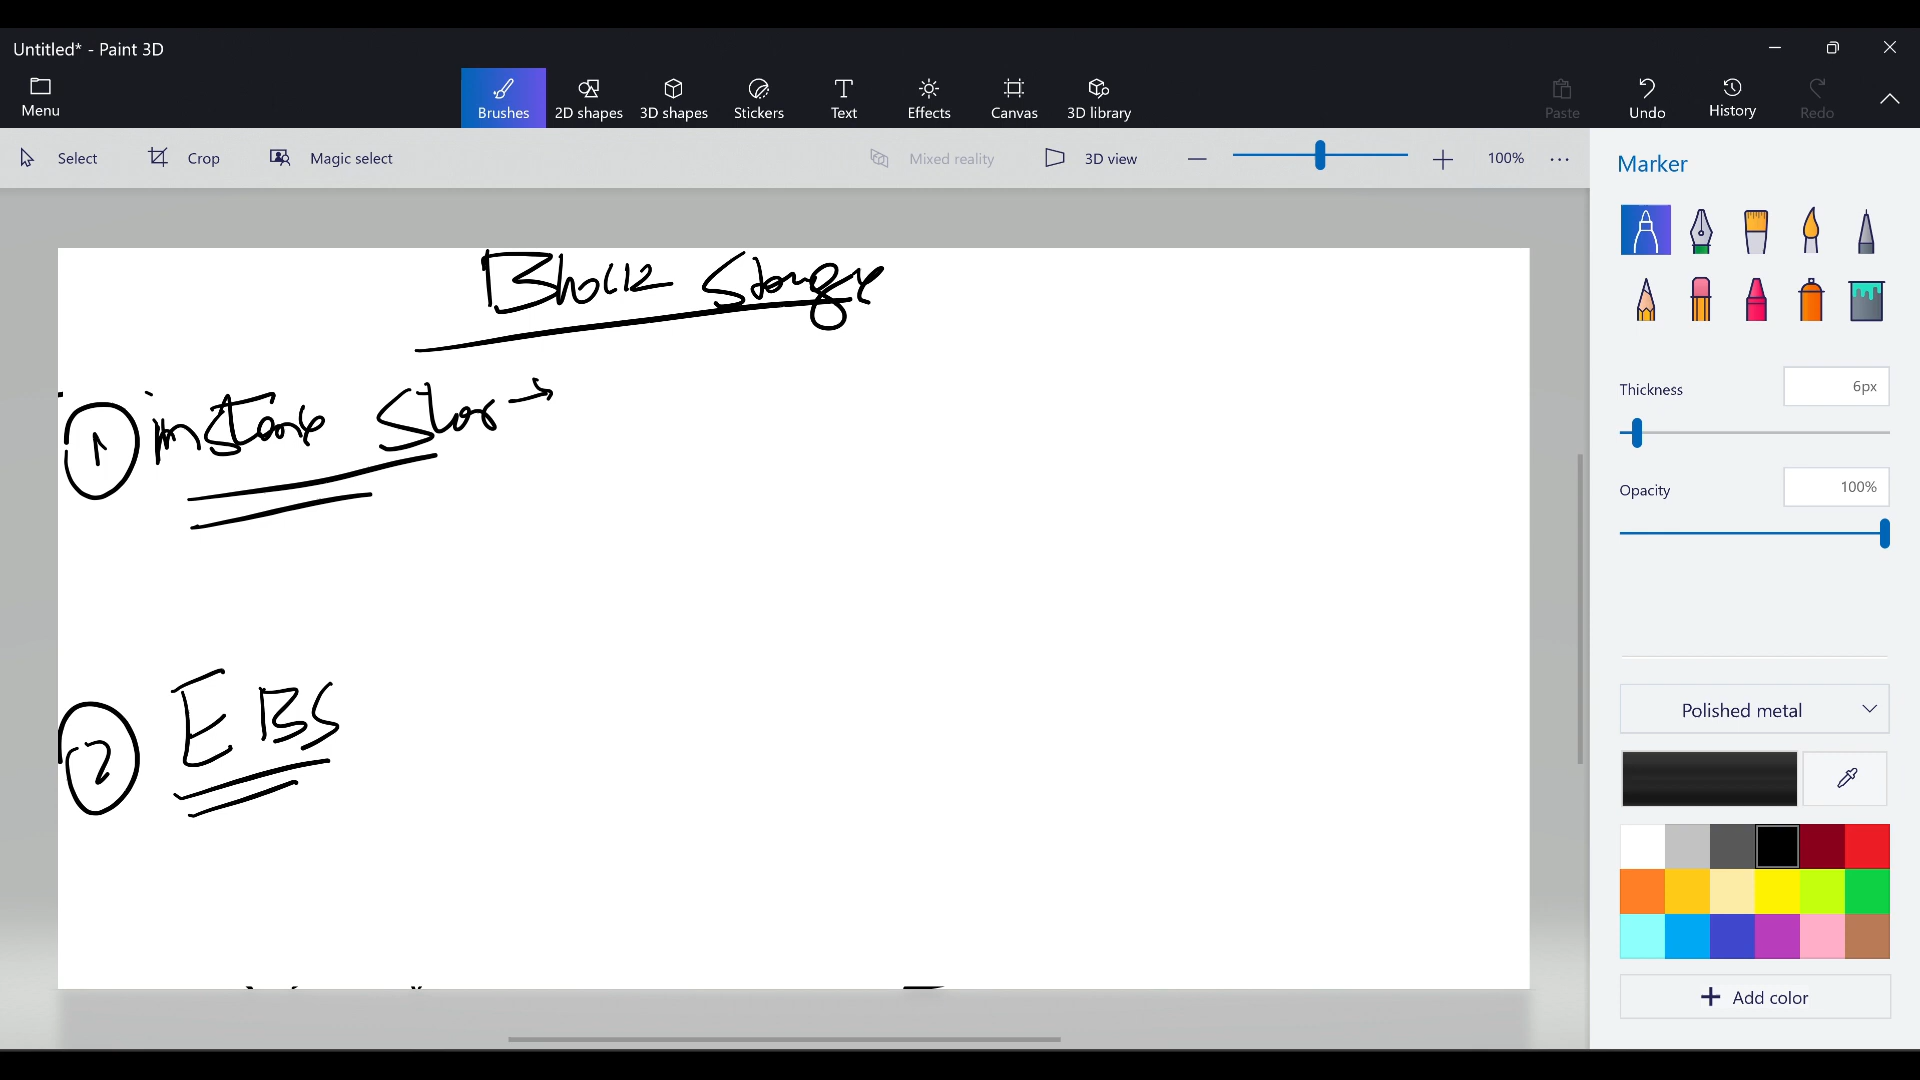 Untitled* - Paint 3D
Menu
Brushes 2D shapes 3D shapes Stickers Text Effects Canvas 3D library Paste Undo History Redo
Select Crop Magic select Mixed reality 3D view 100% ...
Marker
Block Storage
Thickness 6px
① instance Stor →
Opacity 100%
② EBS
Polished metal
Add color